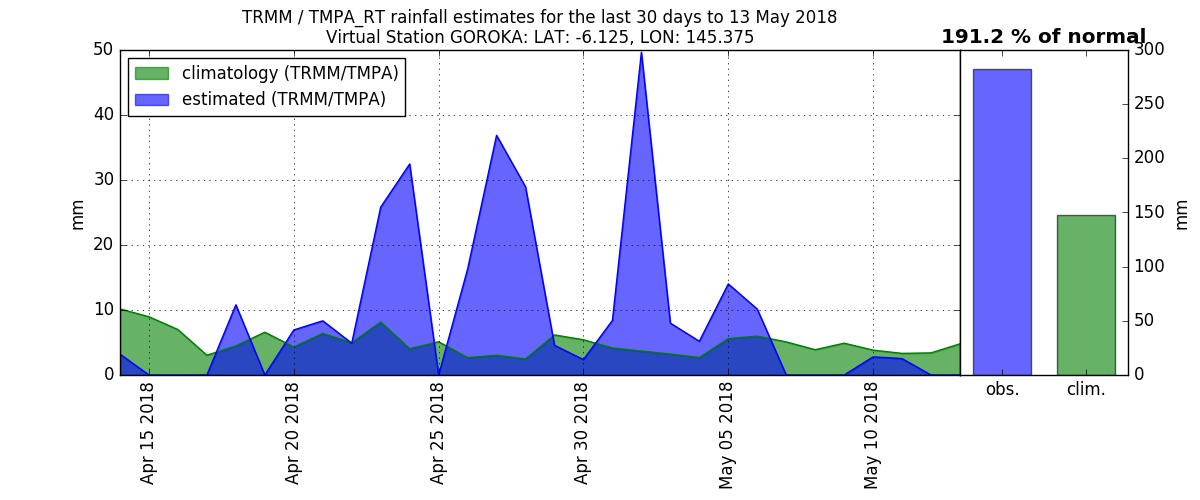 TRMM / TMPA_RT rainfall estimates for the last 30 days to 13 May 2018
Virtual Station GOROKA: LAT: -6.125, LON: 145.375
191.2 % of normal
climatology (TRMM/TMPA)
estimated (TRMM/TMPA)
50
40
30
20
10
0
mm
Apr 15 2018
Apr 20 2018
Apr 25 2018
Apr 30 2018
May 05 2018
May 10 2018
300
250
200
150
100
50
0
mm
obs.
clim.